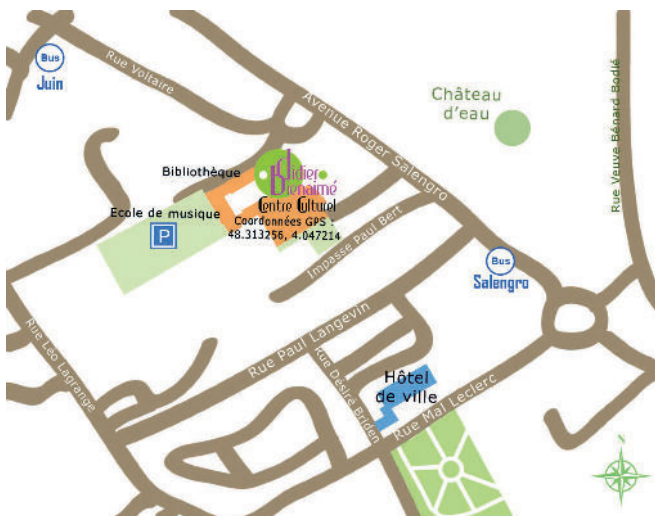 Bus
Juin
Rue Voltaire
Avenue Roger Salengro
Château
d'eau
Rue Veuve Bénard Bodié
Bibliothèque
Didier
Bienaimé
Centre Culturel
Ecole de musique
P
Coordonnées GPS :
48.313256, 4.047214
Impasse Paul Bert
Bus
Salengro
Rue Léo Lagrange
Rue Paul Langevin
Rue Désiré Briden
Hôtel
de ville
Rue Mal Leclerc
N